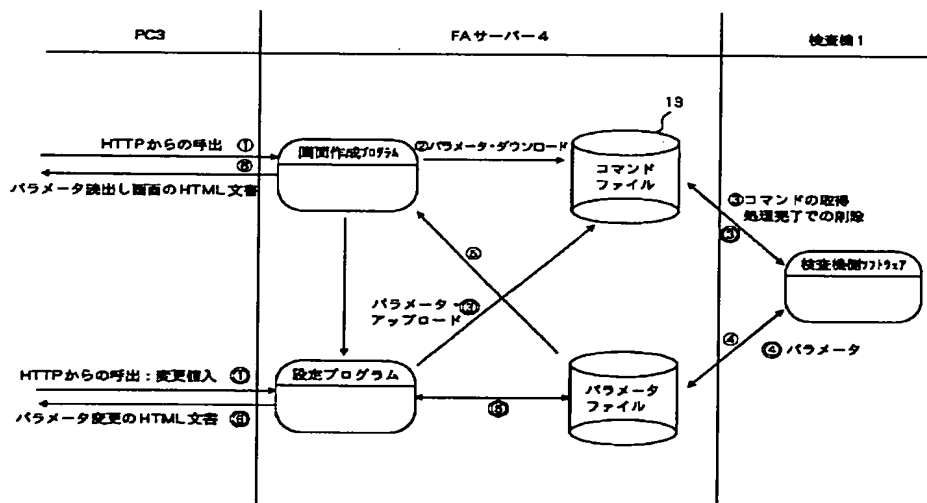 PC3
FAサーバー4
検査機1
13
HTTPからの呼出 ①
画面作成プログラム
②パラメータ・ダウンロード
コマンド
ファイル
⑥
パラメータ読出し画面のHTML文書
③コマンドの取得
処理完了での削除
⑤
検査機側ソフトウェア
パラメータ・
アップロード
④
④ パラメータ
HTTPからの呼出:変更値入 ①
設定プログラム
パラメータ
ファイル
パラメータ変更のHTML文書